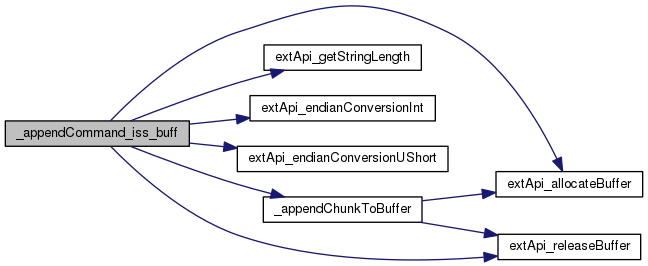 extApi_getStringLength
extApi_endianConversionInt
_appendCommand_iss_buff
extApi_endianConversionUShort
extApi_allocateBuffer
_appendChunkToBuffer
extApi_releaseBuffer